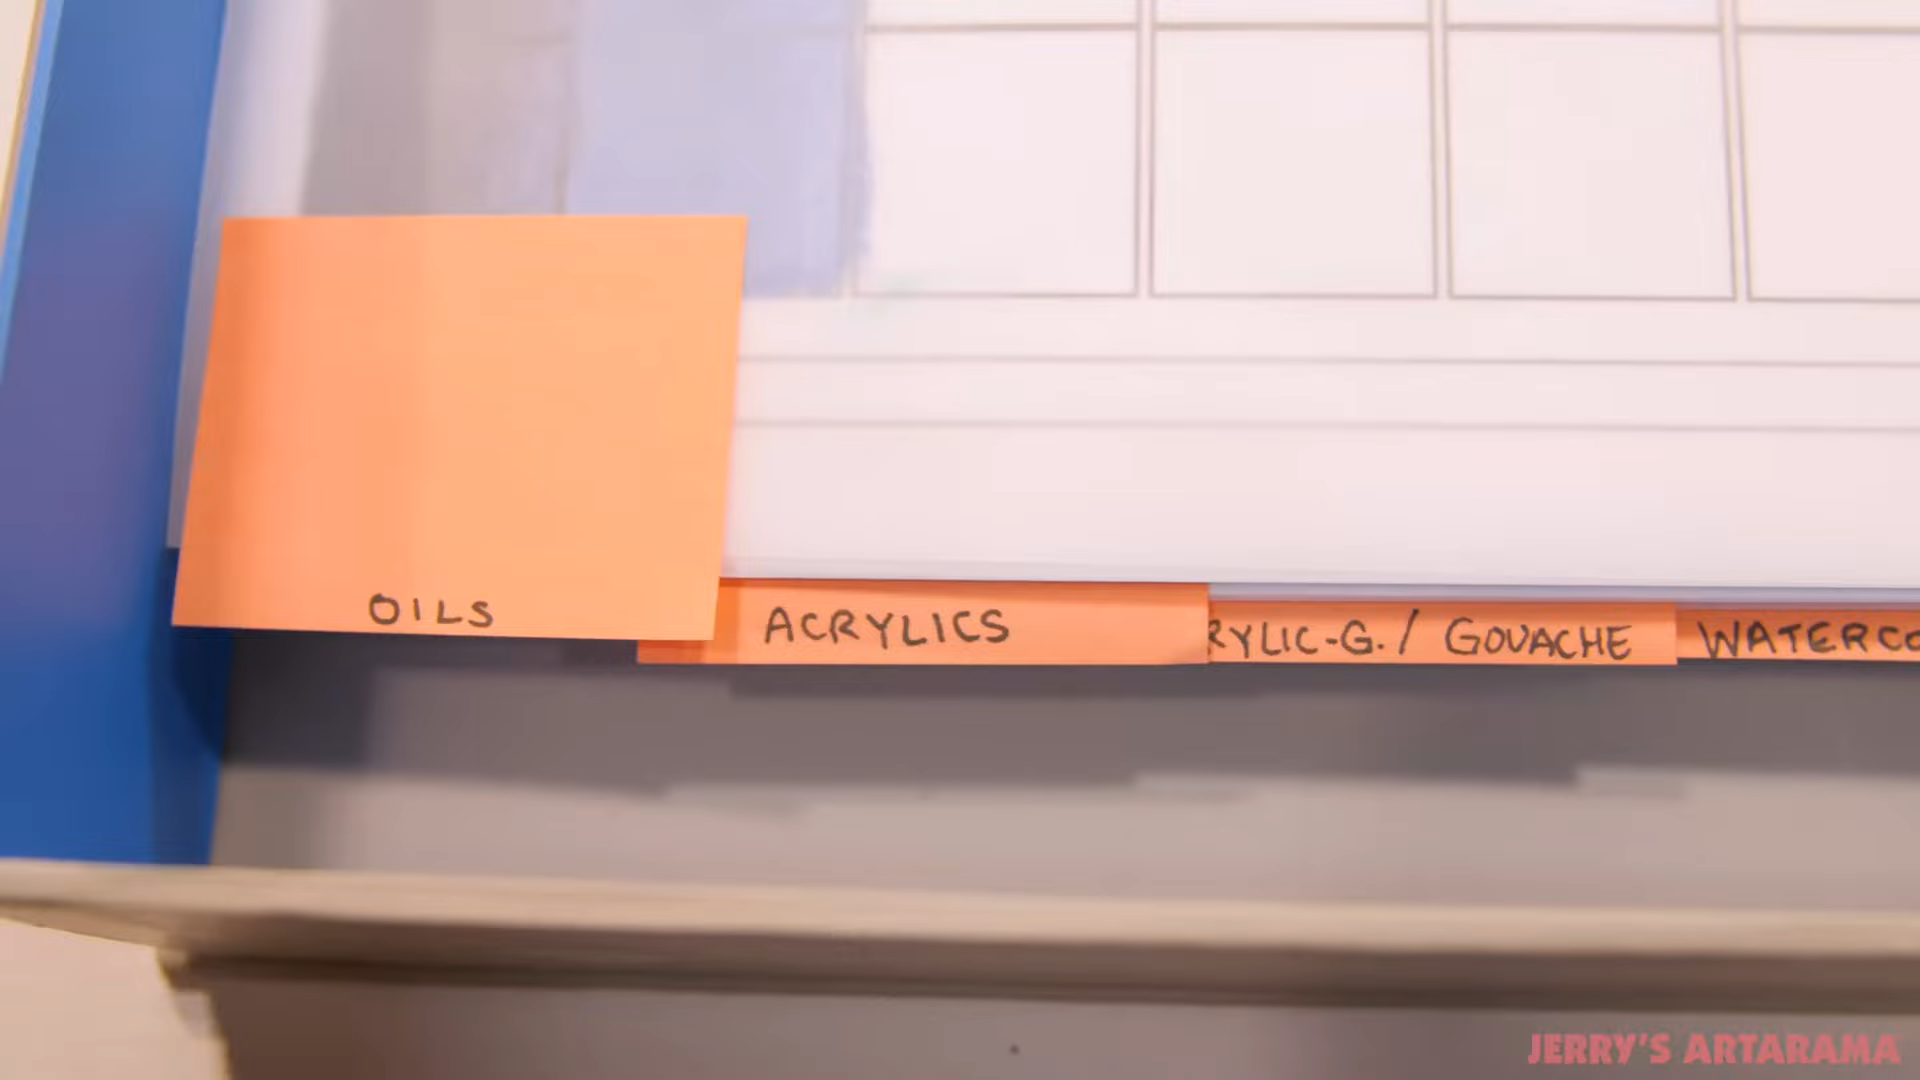 OILS
ACRYLICS
RYLIC-G. / GOUACHE
WATERCO
JERRY'S ARTARAMA